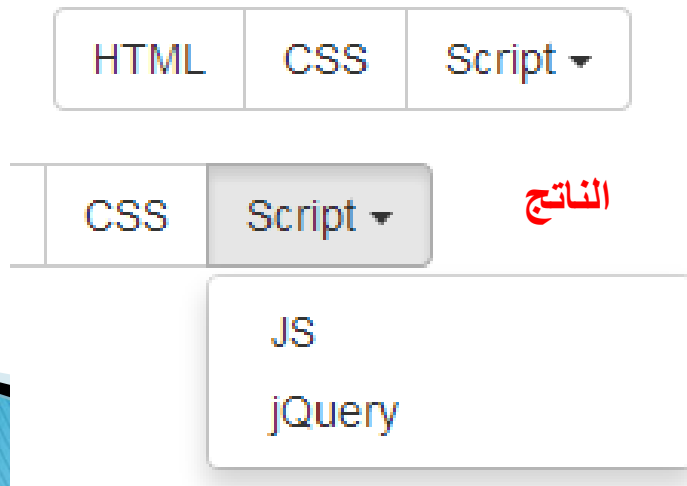 HTML CSS Script
CSS Script
الناتج
JS
jQuery